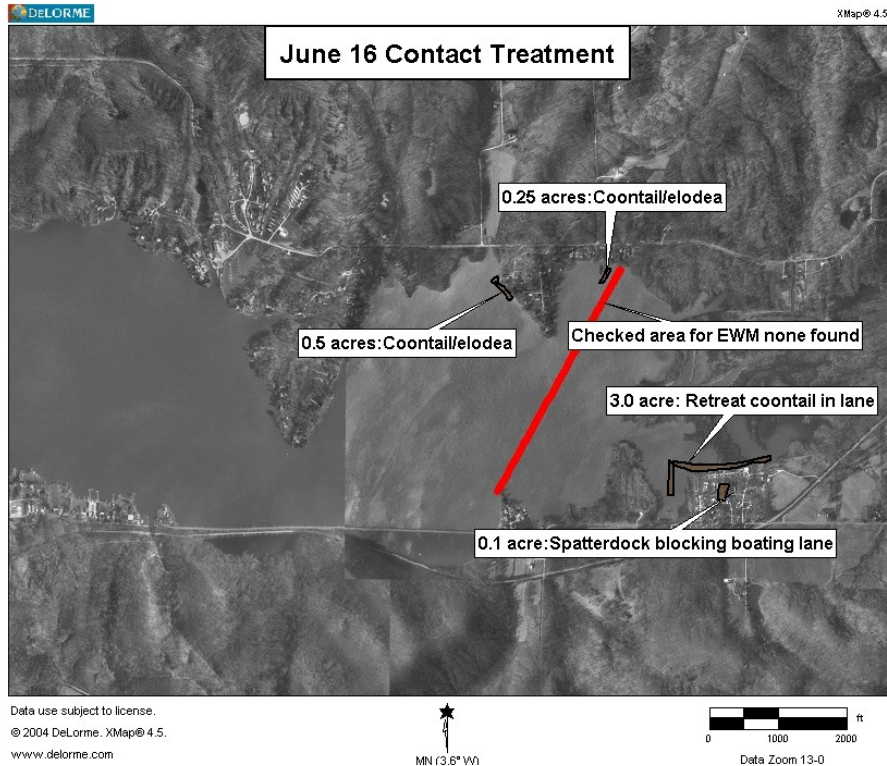 DELORME
XMap® 4.5
June 16 Contact Treatment
0.25 acres:Coontail/elodea
0.5 acres:Coontail/elodea
Checked area for EWM none found
3.0 acre: Retreat coontail in lane
0.1 acre:Spatterdock blocking boating lane
Data use subject to license.
© 2004 DeLorme. XMap® 4.5.
www.delorme.com
MN (3.6° W)
ft
0 1000 2000
Data Zoom 13-0